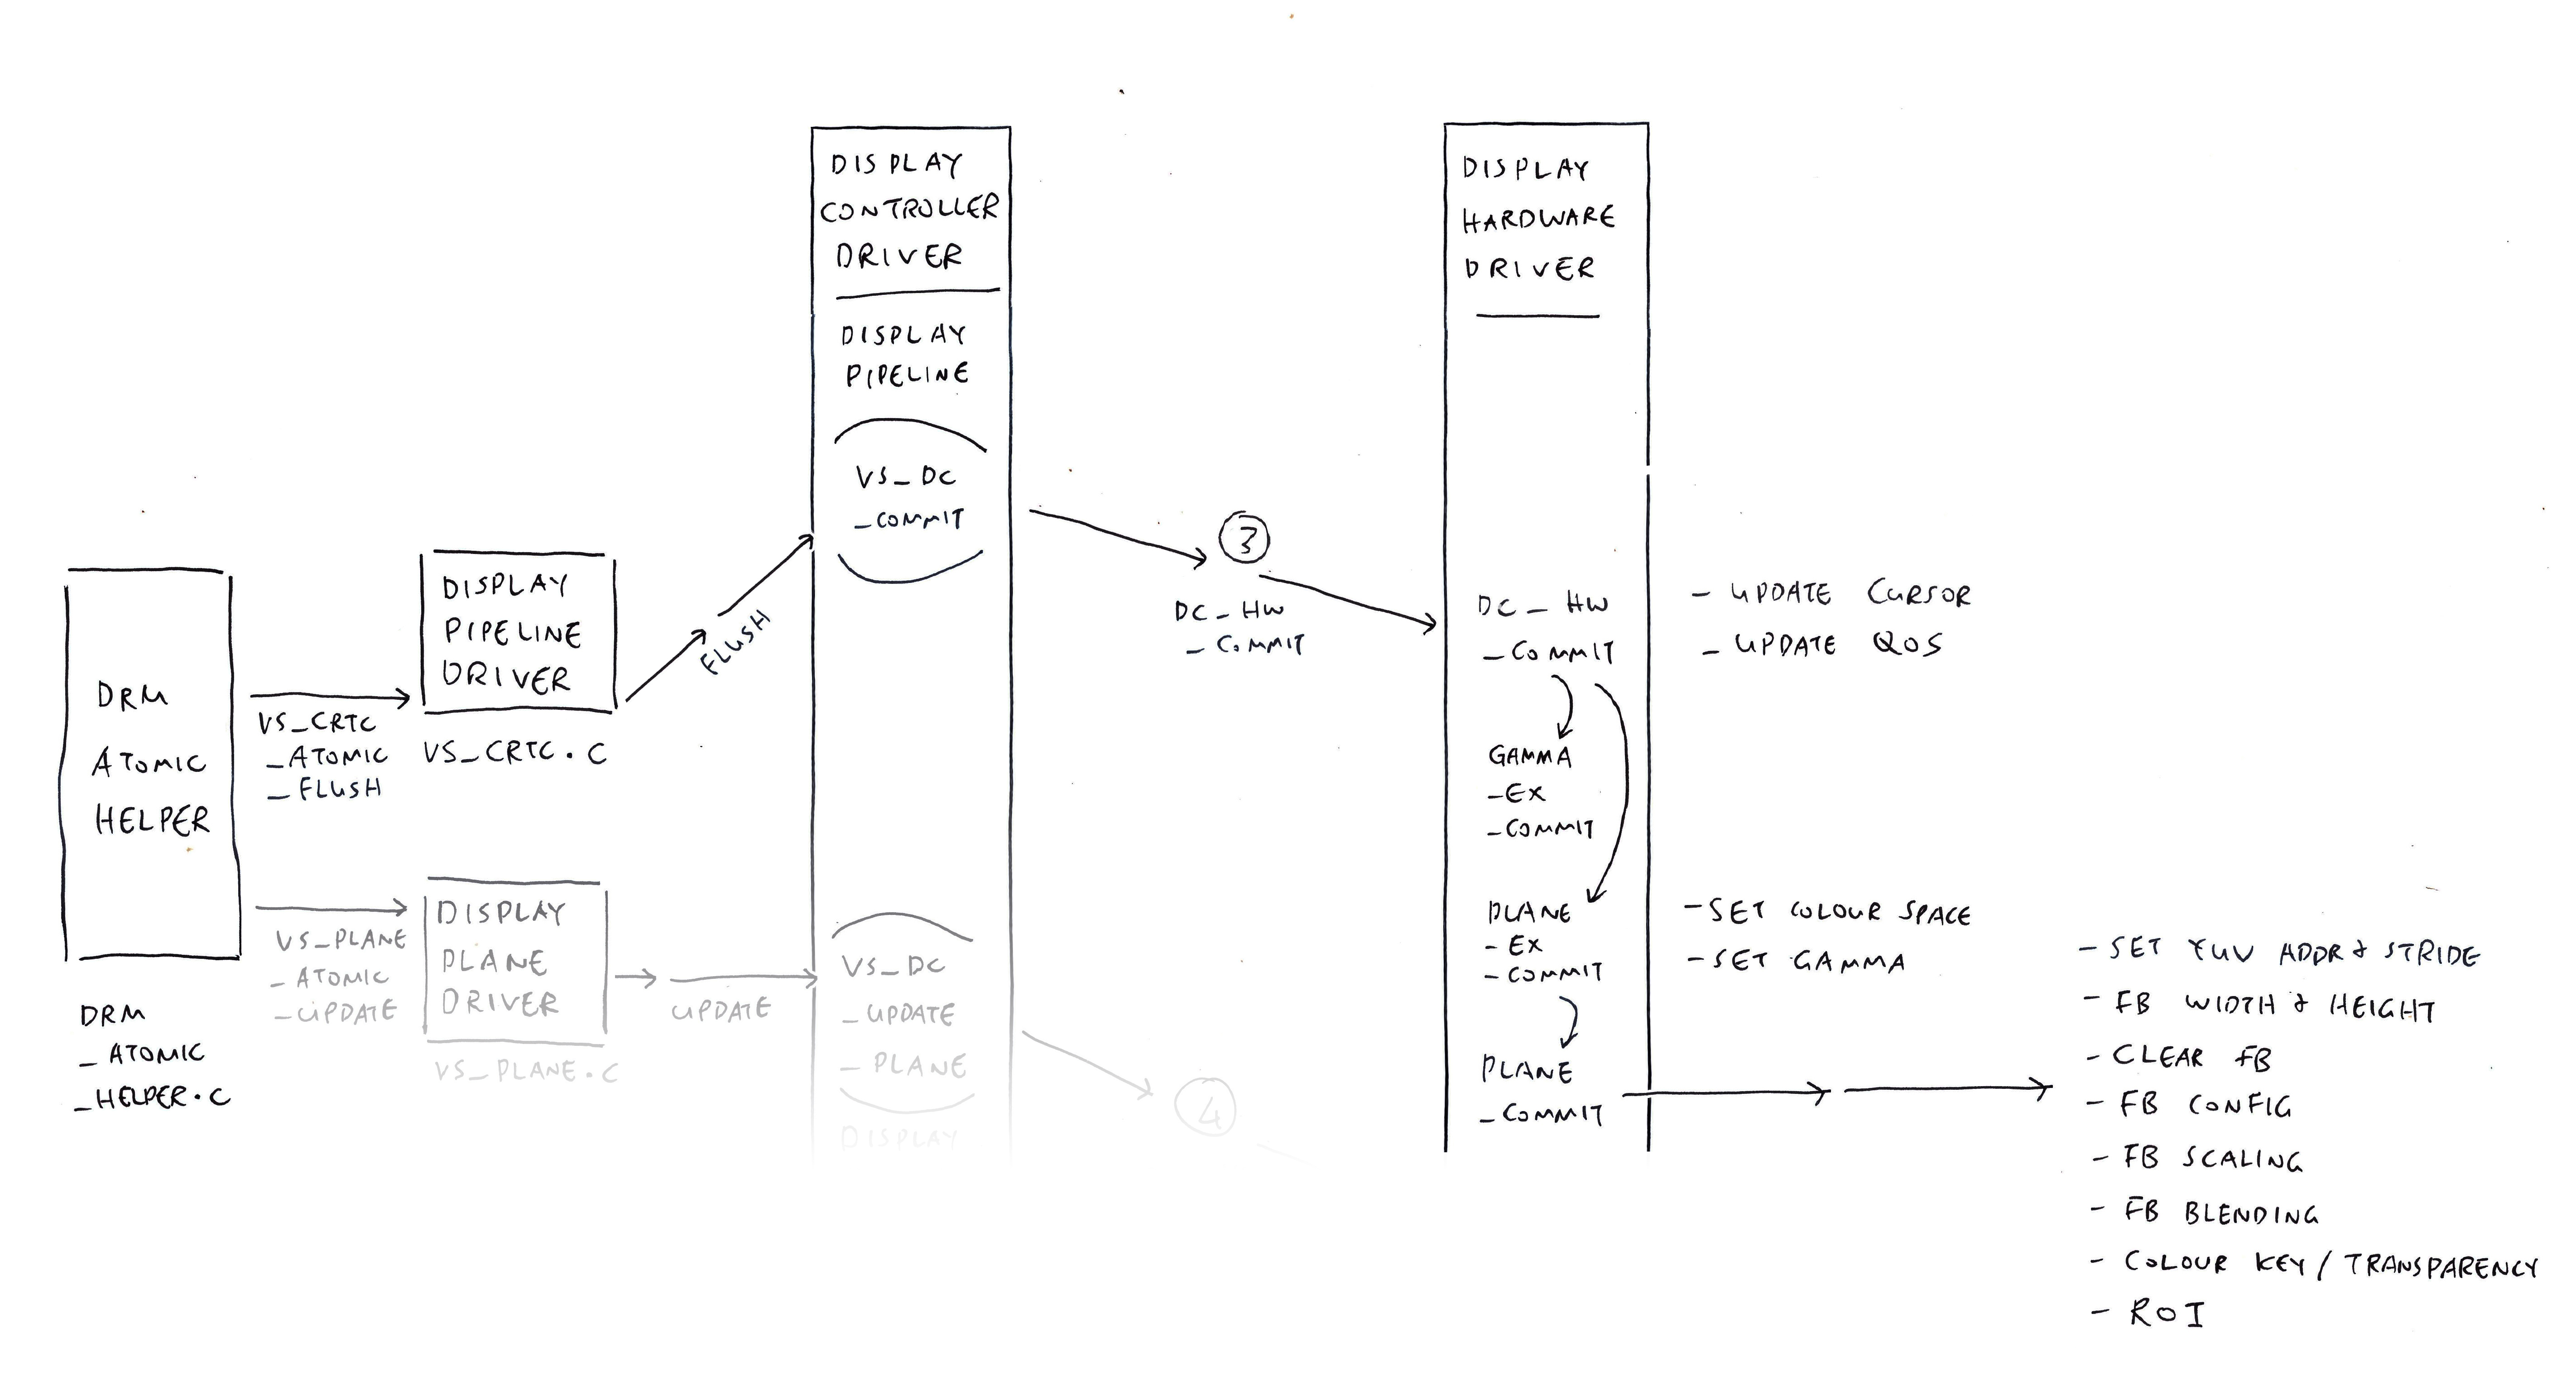 DRM
ATOMIC
HELPER
DRM
_ ATOMIC
_HELPER.C
VS_CRTC
_ATOMIC
_FLUSH
DISPLAY
PIPELINE
DRIVER
VS_CRTC.C
FLUSH
VS_PLANE
_ATOMIC
_UPDATE
DISPLAY
PLANE
DRIVER
VS_PLANE.C
UPDATE
DISPLAY
CONTROLLER
DRIVER
DISPLAY
PIPELINE
VS_DC
_COMMIT
VS_DC
_UPDATE
_ PLANE
DISPLAY
3
DC_HW
_COMMIT
4
DISPLAY
HARDWARE
DRIVER
DC_HW
_COMMIT
GAMMA
_EX
_COMMIT
PLANE
_EX
_COMMIT
PLANE
_COMMIT
- UPDATE CURSOR
- UPDATE QOS
- SET COLOUR SPACE
- SET GAMMA
- SET YUV ADDR & STRIDE
- FB WIDTH & HEIGHT
- CLEAR FB
- FB CONFIG
- FB SCALING
- FB BLENDING
- COLOUR KEY / TRANSPARENCY
- ROI